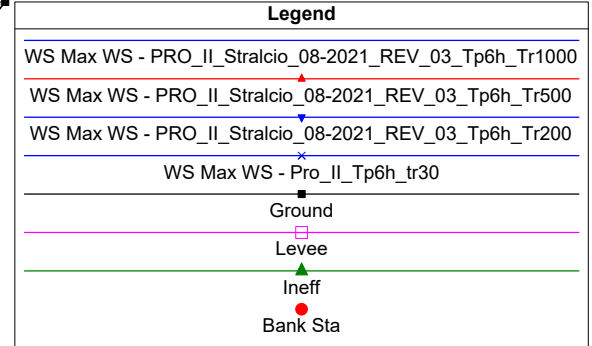 Legend
WS Max WS - PRO_II_Stralcio_08-2021_REV_03_Tp6h_Tr1000
WS Max WS - PRO_II_Stralcio_08-2021_REV_03_Tp6h_Tr500
WS Max WS - PRO_II_Stralcio_08-2021_REV_03_Tp6h_Tr200
WS Max WS - Pro_II_Tp6h_tr30
Ground
Levee
Ineff
Bank Sta